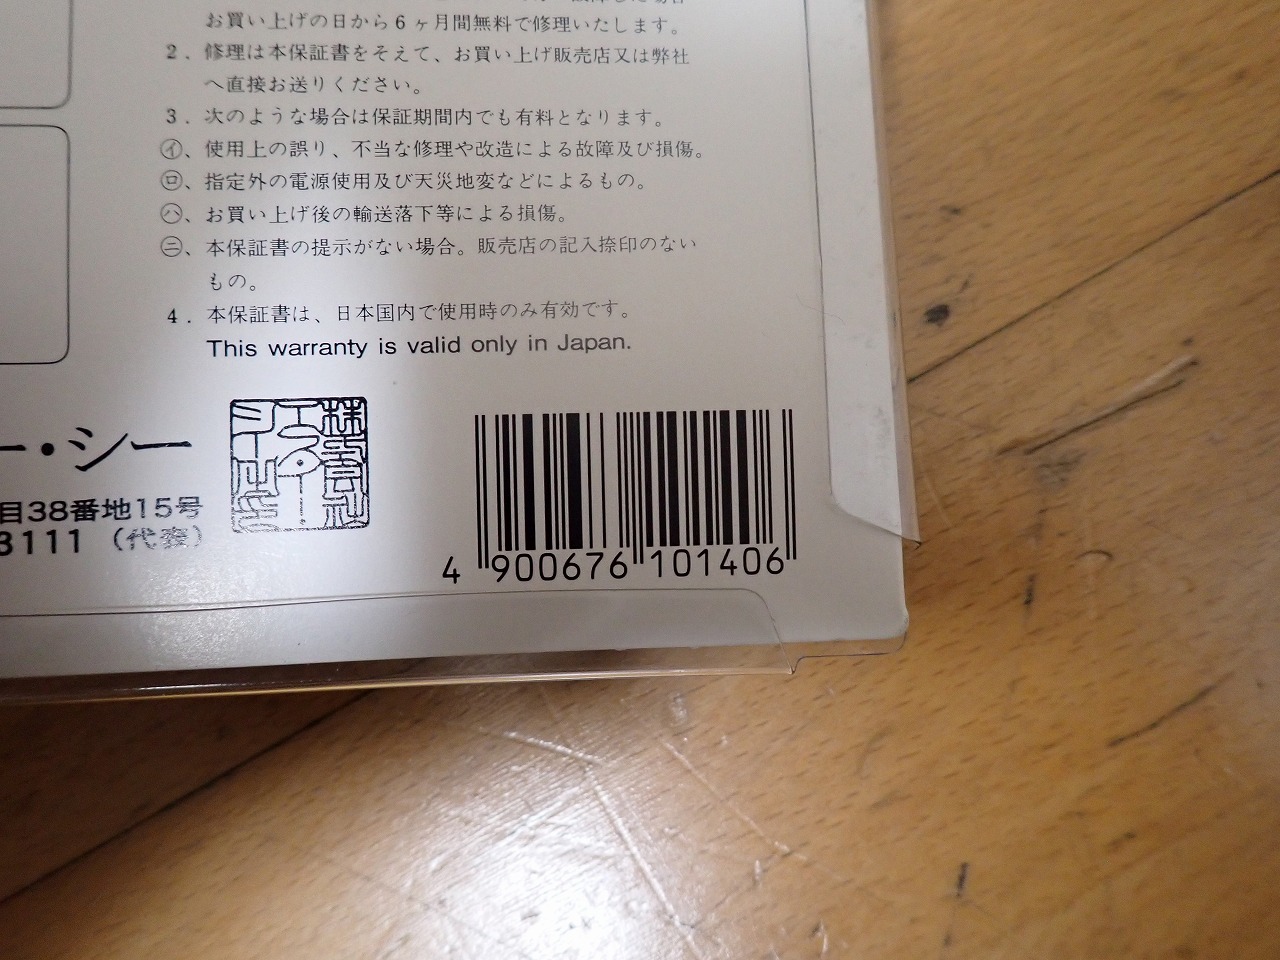 お買い上げの日から6ヶ月間無料で修理いたします。
2. 修理は本保証書をそえて、お買い上げ販売店又は弊社
へ直接お送りください。
3. 次のような場合は保証期間内でも有料となります。
㋑、使用上の誤り、不当な修理や改造による故障及び損傷。
㋺、指定外の電源使用及び天災地変などによるもの。
㋩、お買い上げ後の輸送落下等による損傷。
㋥、本保証書の提示がない場合。販売店の記入捺印のない
もの。
4. 本保証書は、日本国内で使用時のみ有効です。
This warranty is valid only in Japan.
ー・シー
目38番地15号
3111 (代表)
4 900676 101406